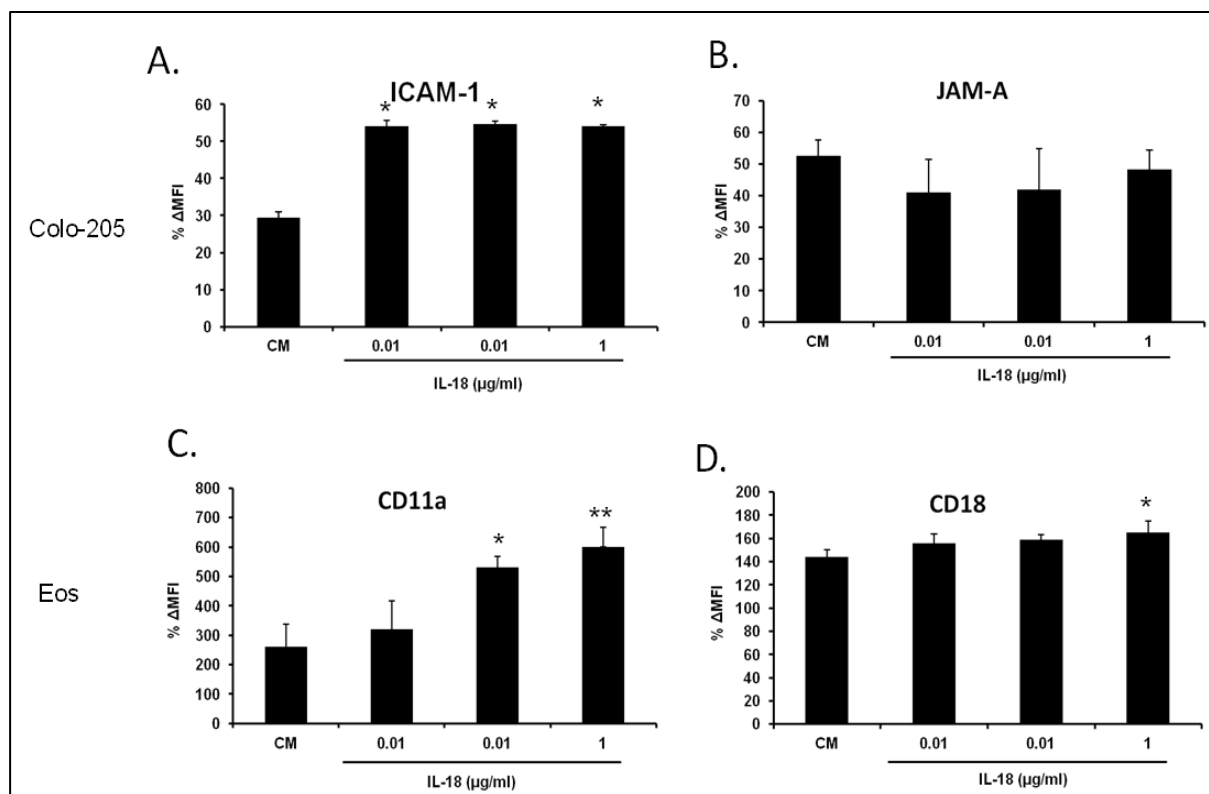 A.
ICAM-1
% ΔMFI
60
50
40
30
20
10
0
* * *
CM 0.01 0.01 1
IL-18 (µg/ml)
B.
JAM-A
% ΔMFI
70
60
50
40
30
20
10
0
CM 0.01 0.01 1
IL-18 (µg/ml)
Colo-205
C.
CD11a
% ΔMFI
800
700
600
500
400
300
200
100
0
* **
CM 0.01 0.01 1
IL-18 (µg/ml)
D.
CD18
% ΔMFI
200
180
160
140
120
100
80
60
40
20
0
*
CM 0.01 0.01 1
IL-18 (µg/ml)
Eos